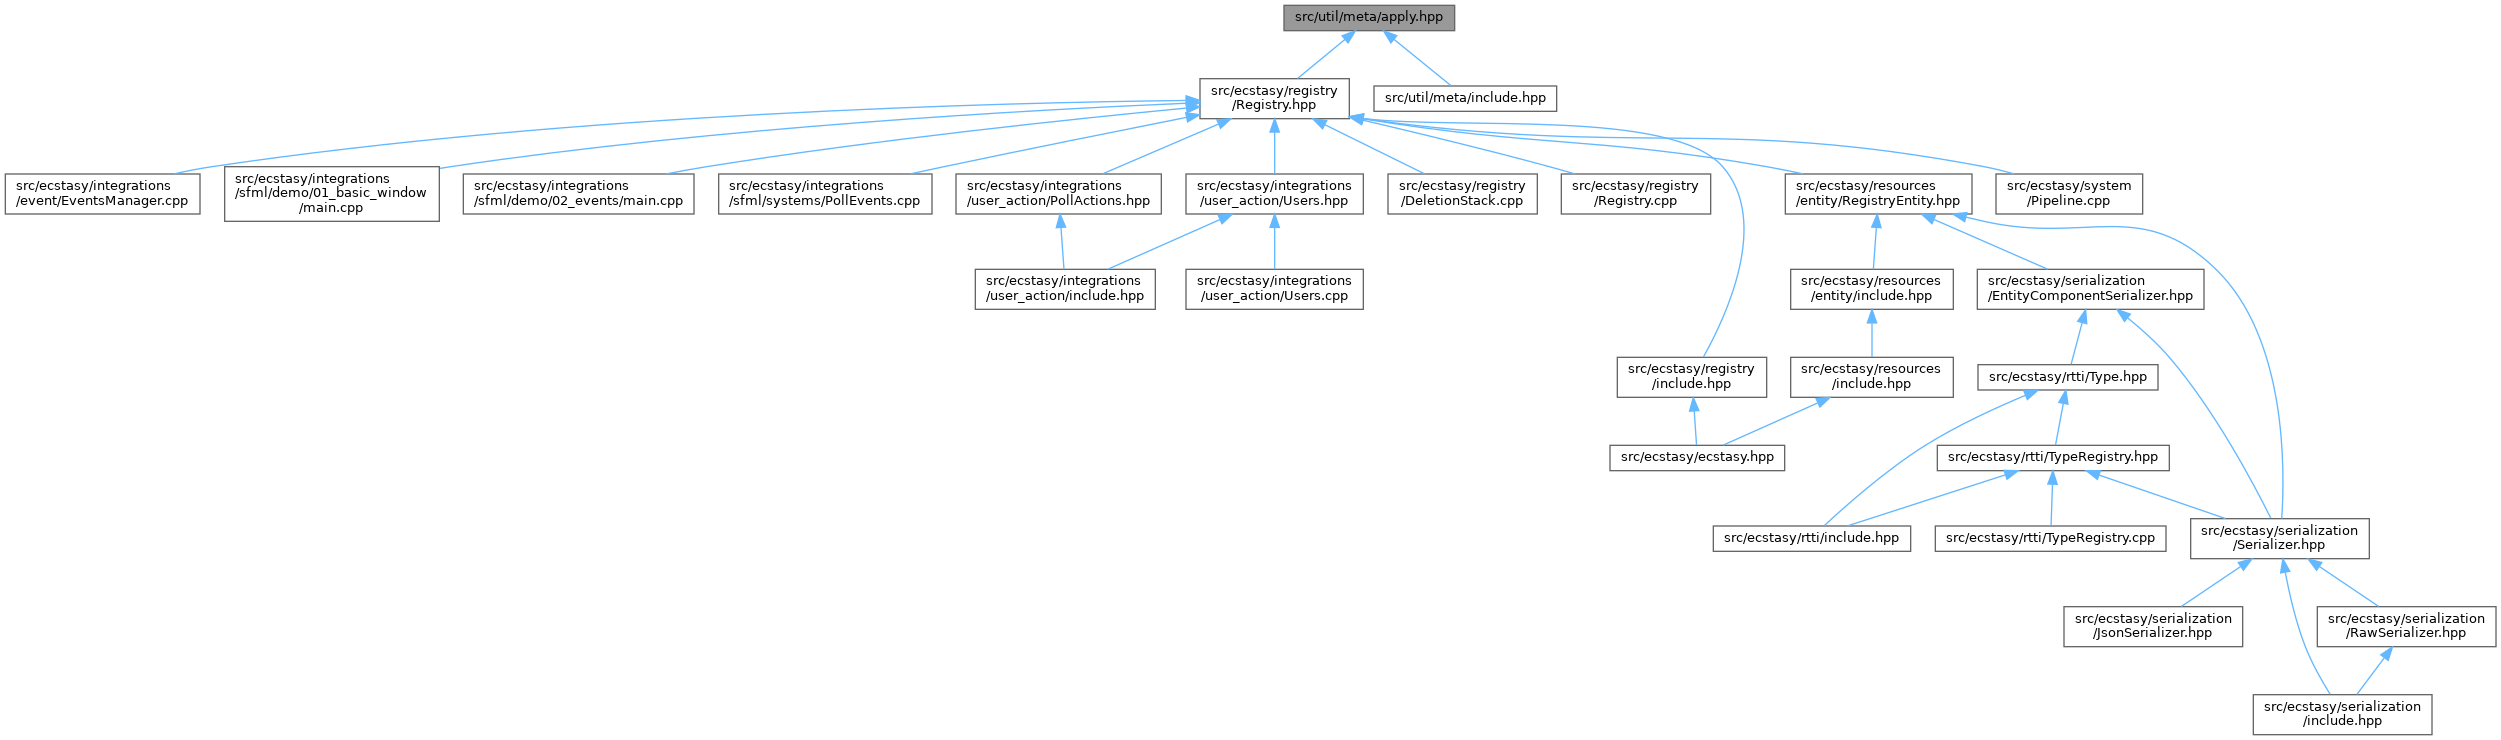 src/util/meta/apply.hpp
src/ecstasy/registry
/Registry.hpp
src/util/meta/include.hpp
src/ecstasy/integrations
/event/EventsManager.cpp
src/ecstasy/integrations
/sfml/demo/01_basic_window
/main.cpp
src/ecstasy/integrations
/sfml/demo/02_events/main.cpp
src/ecstasy/integrations
/sfml/systems/PollEvents.cpp
src/ecstasy/integrations
/user_action/PollActions.hpp
src/ecstasy/integrations
/user_action/Users.hpp
src/ecstasy/registry
/DeletionStack.cpp
src/ecstasy/registry
/Registry.cpp
src/ecstasy/resources
/entity/RegistryEntity.hpp
src/ecstasy/system
/Pipeline.cpp
src/ecstasy/integrations
/user_action/include.hpp
src/ecstasy/integrations
/user_action/Users.cpp
src/ecstasy/resources
/entity/include.hpp
src/ecstasy/serialization
/EntityComponentSerializer.hpp
src/ecstasy/registry
/include.hpp
src/ecstasy/resources
/include.hpp
src/ecstasy/rtti/Type.hpp
src/ecstasy/ecstasy.hpp
src/ecstasy/rtti/TypeRegistry.hpp
src/ecstasy/rtti/include.hpp
src/ecstasy/rtti/TypeRegistry.cpp
src/ecstasy/serialization
/Serializer.hpp
src/ecstasy/serialization
/JsonSerializer.hpp
src/ecstasy/serialization
/RawSerializer.hpp
src/ecstasy/serialization
/include.hpp